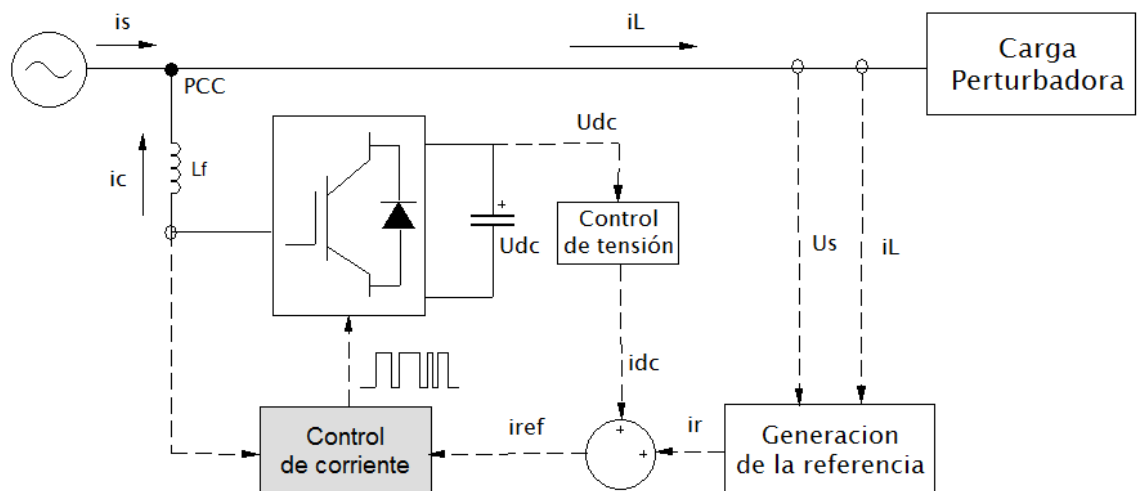 is
iL
Carga
Perturbadora
PCC
Udc
Lf
ic
+
Udc
Control
de tensión
Us
iL
idc
Control
de corriente
iref
+
+
ir
Generacion
de la referencia